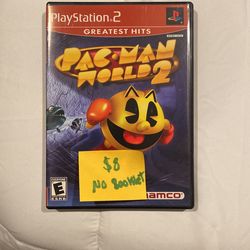 PlayStation 2
GREATEST HITS
PAC-MAN
WORLD 2
$8
NO Booklet
E
namco